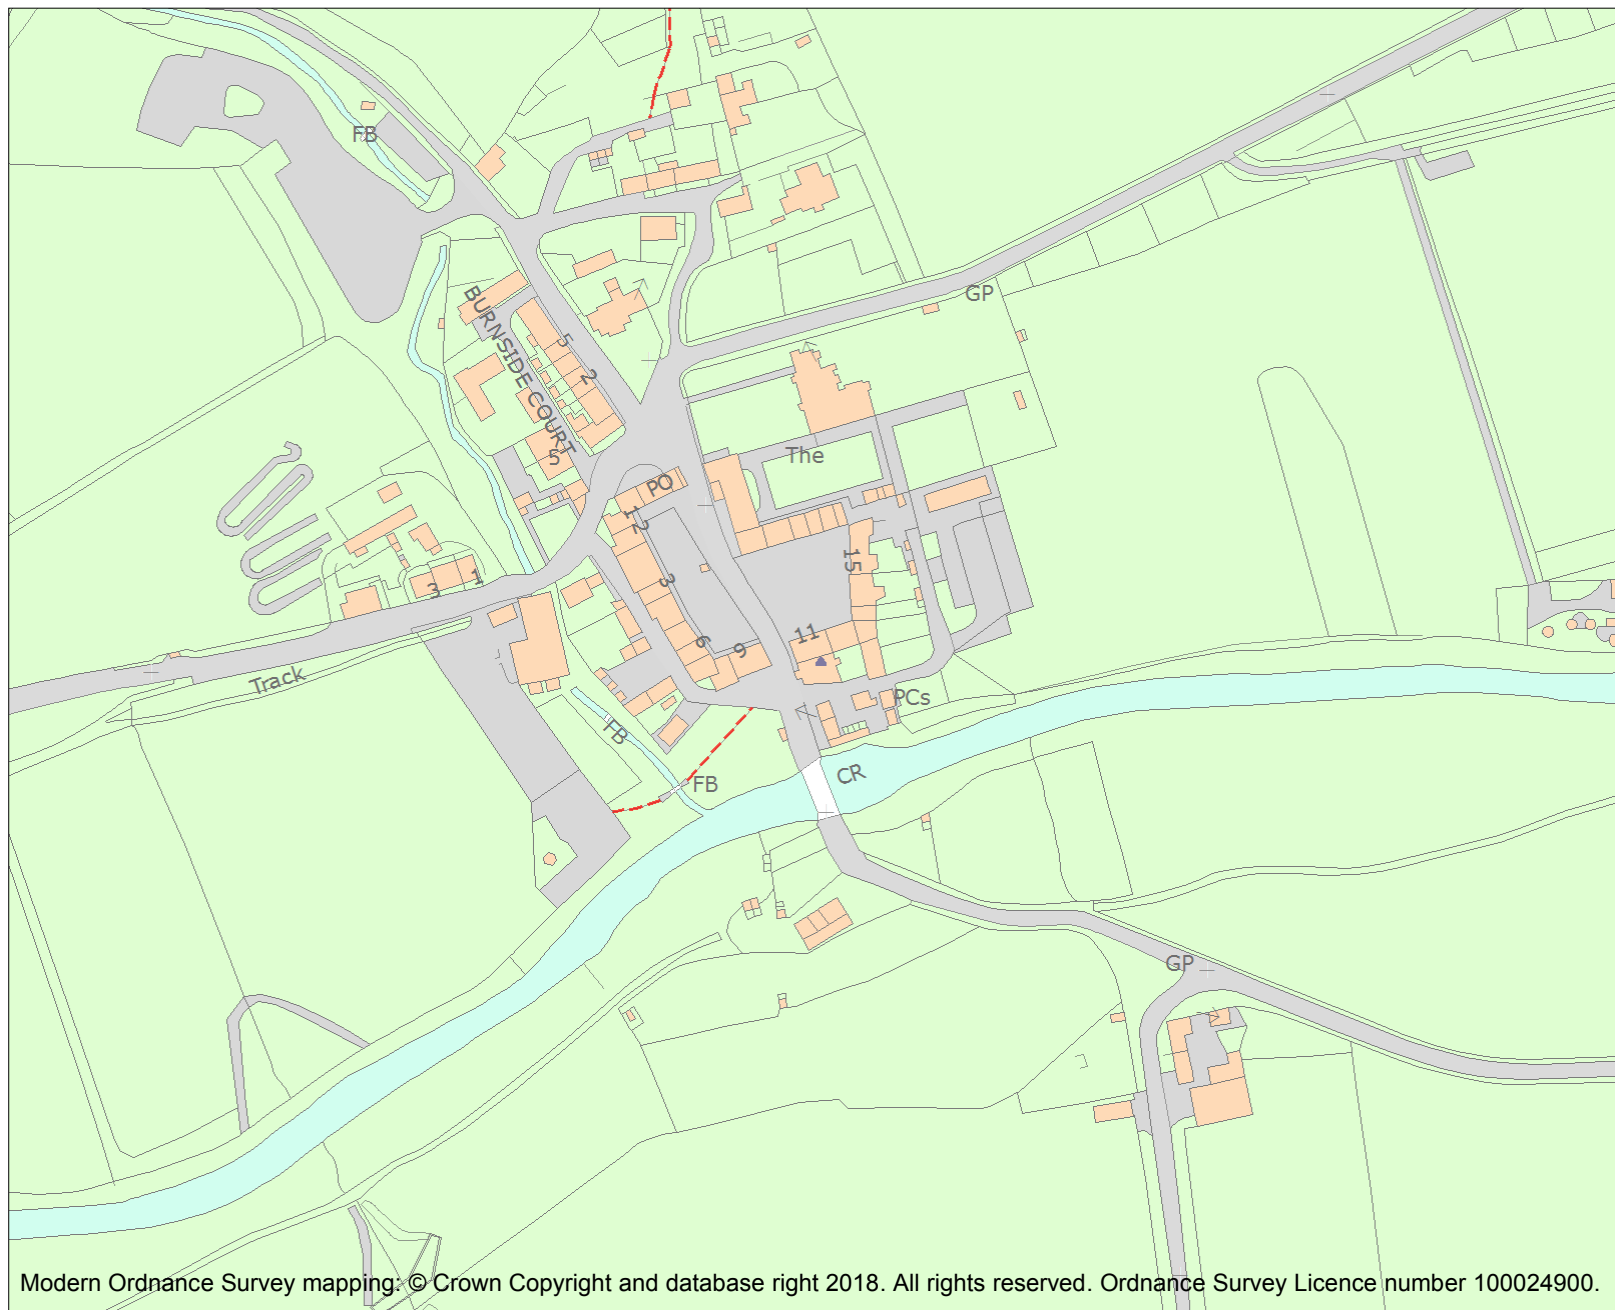 FB
GP
BURNSIDE COURT
5
2
5
The
PO
12
15
3
1
3
11
6
9
Track
PCs
FB
FB
CR
GP
Modern Ordnance Survey mapping: © Crown Copyright and database right 2018. All rights reserved. Ordnance Survey Licence number 100024900.